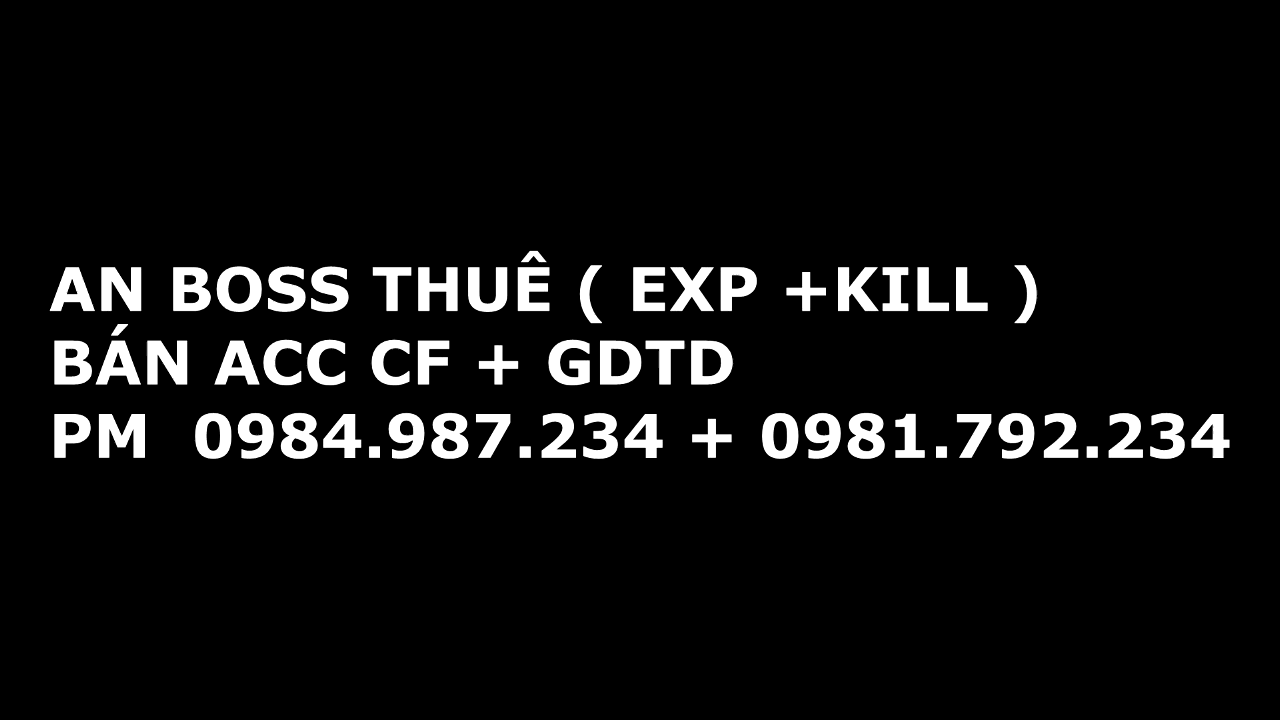 AN BOSS THUÊ ( EXP +KILL )
BÁN ACC CF + GDTD
PM  0984.987.234 + 0981.792.234